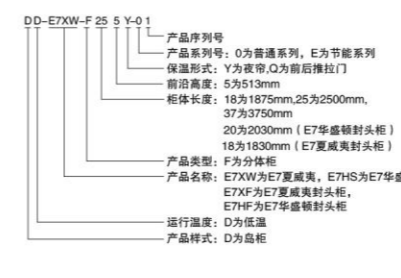 DD-E7XW-F 25 5 Y-0 1
产品序列号
产品系列号：0为普通系列，E为节能系列
保温形式：Y为夜帘,Q为前后推拉门
前沿高度：5为513mm
柜体长度：18为1875mm,25为2500mm,
37为3750mm
20为2030mm（E7华盛顿封头柜）
18为1830mm（E7夏威夷封头柜）
产品类型：F为分体柜
产品名称：E7XW为E7夏威夷，E7HS为E7华盛
E7XF为E7夏威夷封头柜，
E7HF为E7华盛顿封头柜
运行温度：D为低温
产品样式：D为岛柜